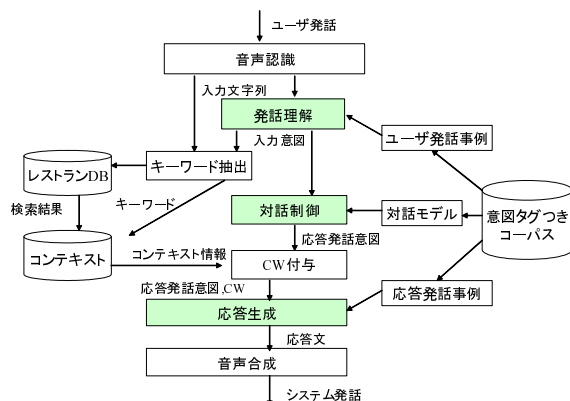 ユーザ発話
音声認識
入力文字列
発話理解
入力意図
ユーザ発話事例
キーワード抽出
レストランDB
検索結果
キーワード
対話制御
対話モデル
意図タグつき
コーパス
応答発話意図
コンテキスト
コンテキスト情報
CW付与
応答発話意図,CW
応答発話事例
応答生成
応答文
音声合成
システム発話